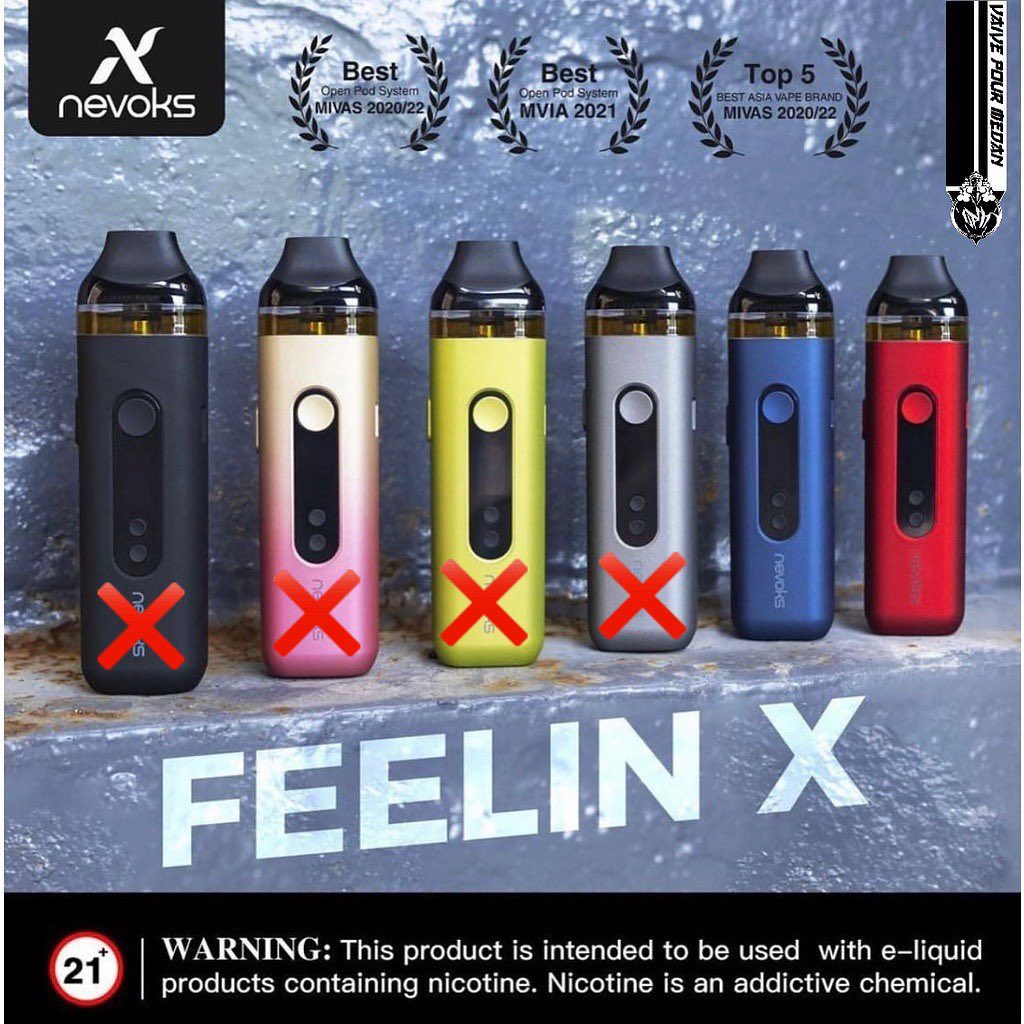 nevoks
Best
Open Pod System
MIVAS 2020/22
Best
Open Pod System
MVIA 2021
Top 5
BEST ASIA VAPE BRAND
MIVAS 2020/22
VAIVE POUR MEDAN
nevoks
nevoks
FEELIN X
21+
WARNING: This product is intended to be used with e-liquid
products containing nicotine. Nicotine is an addictive chemical.